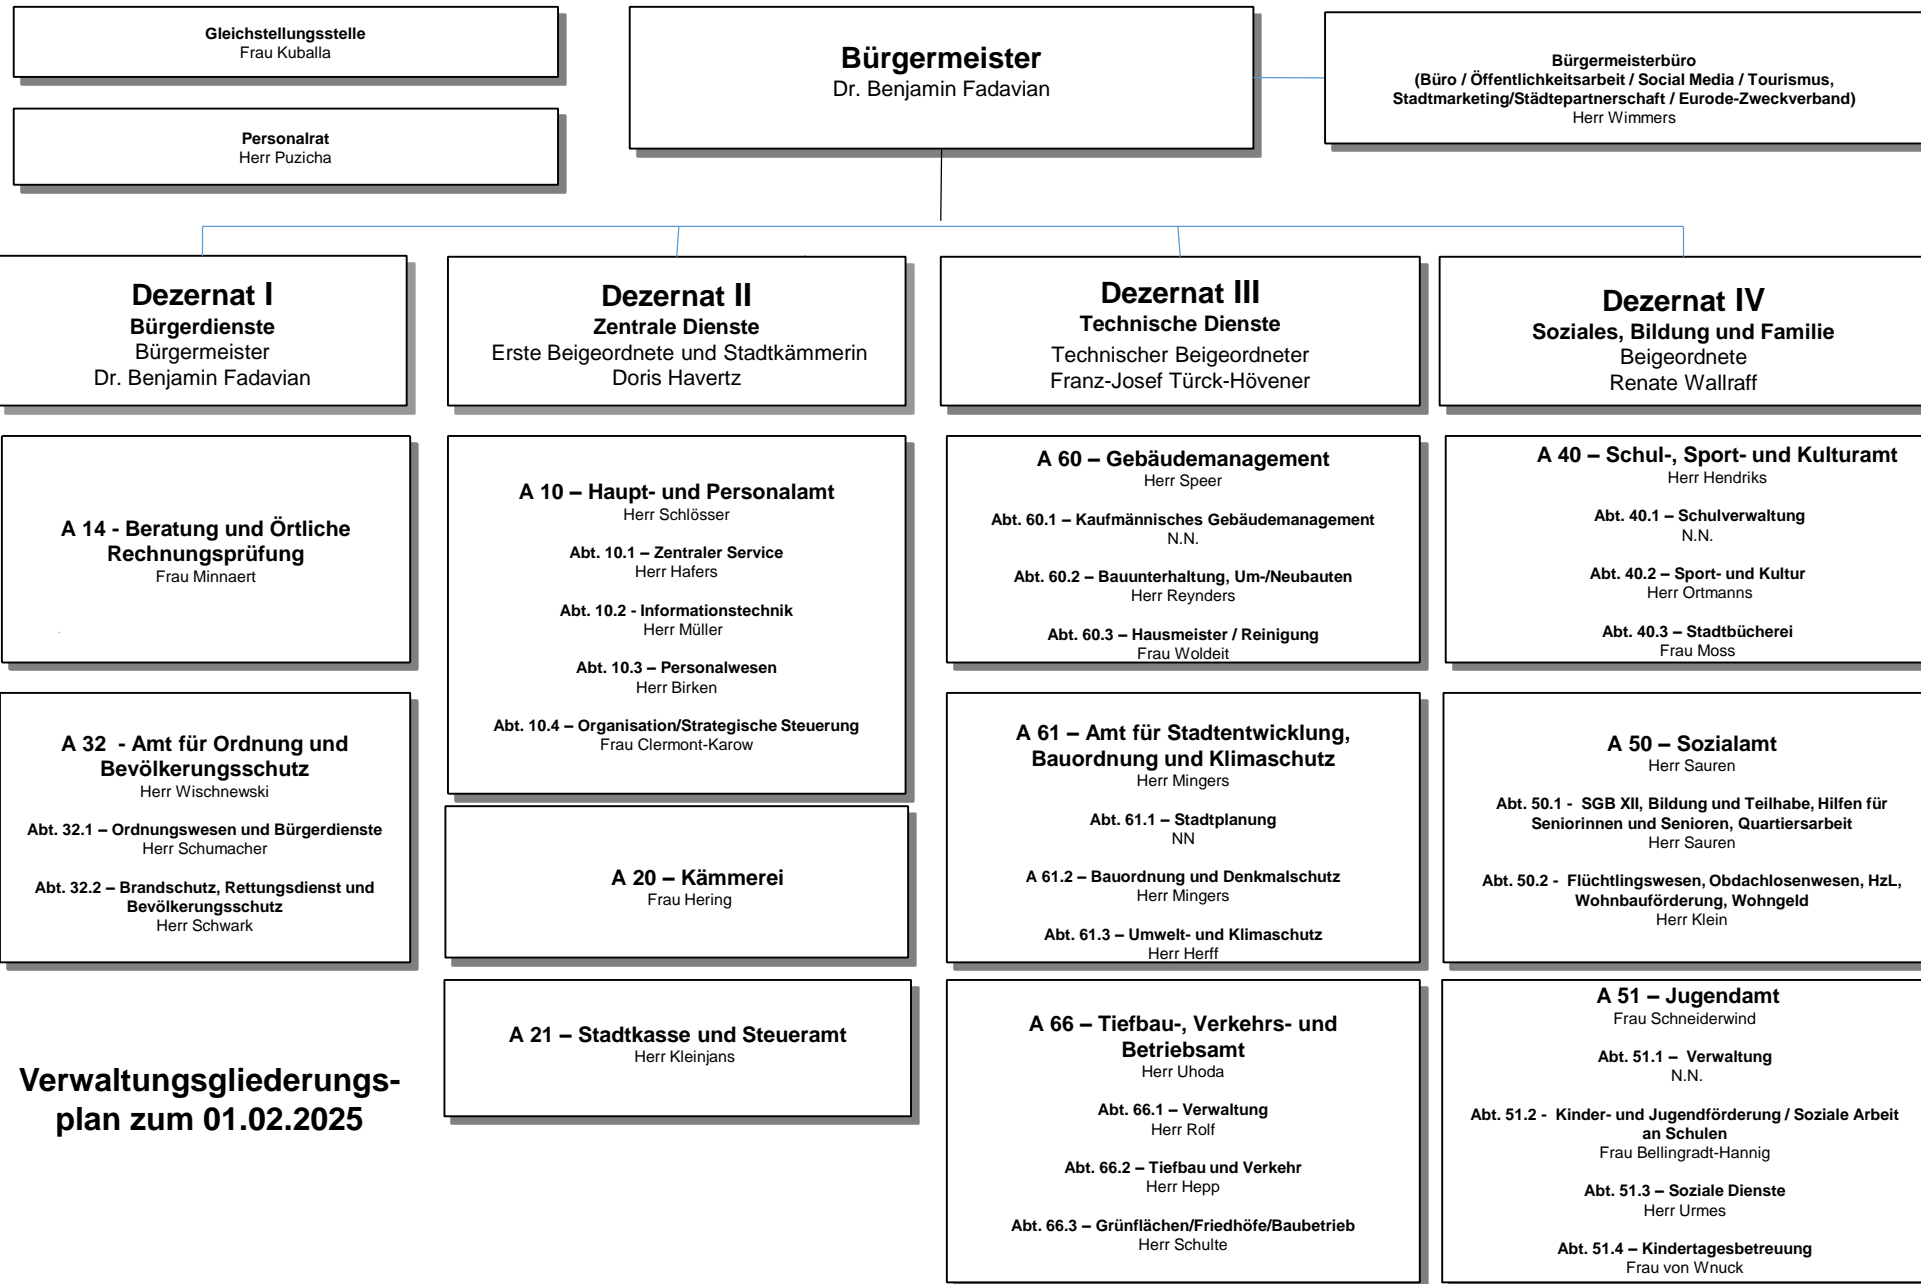 Gleichstellungsstelle
Frau Kuballa
Personalrat
Herr Puzicha
Bürgermeister
Dr. Benjamin Fadavian
Bürgermeisterbüro
(Büro / Öffentlichkeitsarbeit / Social Media / Tourismus,
Stadtmarketing/Städtepartnerschaft / Eurode-Zweckverband)
Herr Wimmers
Dezernat I
Bürgerdienste
Bürgermeister
Dr. Benjamin Fadavian
Dezernat II
Zentrale Dienste
Erste Beigeordnete und Stadtkämmerin
Doris Havertz
Dezernat III
Technische Dienste
Technischer Beigeordneter
Franz-Josef Türck-Hövener
Dezernat IV
Soziales, Bildung und Familie
Beigeordnete
Renate Wallraff
A 14 - Beratung und Örtliche
Rechnungsprüfung
Frau Minnaert
A 32 - Amt für Ordnung und
Bevölkerungsschutz
Herr Wischnewski
Abt. 32.1 – Ordnungswesen und Bürgerdienste
Herr Schumacher
Abt. 32.2 – Brandschutz, Rettungsdienst und
Bevölkerungsschutz
Herr Schwark
Verwaltungsgliederungs-
plan zum 01.02.2025
A 10 – Haupt- und Personalamt
Herr Schlösser
Abt. 10.1 – Zentraler Service
Herr Hafers
Abt. 10.2 - Informationstechnik
Herr Müller
Abt. 10.3 – Personalwesen
Herr Birken
Abt. 10.4 – Organisation/Strategische Steuerung
Frau Clermont-Karow
A 20 – Kämmerei
Frau Hering
A 21 – Stadtkasse und Steueramt
Herr Kleinjans
A 60 – Gebäudemanagement
Herr Speer
Abt. 60.1 – Kaufmännisches Gebäudemanagement
N.N.
Abt. 60.2 – Bauunterhaltung, Um-/Neubauten
Herr Reynders
Abt. 60.3 – Hausmeister / Reinigung
Frau Woldeit
A 61 – Amt für Stadtentwicklung,
Bauordnung und Klimaschutz
Herr Mingers
Abt. 61.1 – Stadtplanung
NN
A 61.2 – Bauordnung und Denkmalschutz
Herr Mingers
Abt. 61.3 – Umwelt- und Klimaschutz
Herr Herff
A 66 – Tiefbau-, Verkehrs- und
Betriebsamt
Herr Uhoda
Abt. 66.1 – Verwaltung
Herr Rolf
Abt. 66.2 – Tiefbau und Verkehr
Herr Hepp
Abt. 66.3 – Grünflächen/Friedhöfe/Baubetrieb
Herr Schulte
A 40 – Schul-, Sport- und Kulturamt
Herr Hendriks
Abt. 40.1 – Schulverwaltung
N.N.
Abt. 40.2 – Sport- und Kultur
Herr Ortmanns
Abt. 40.3 – Stadtbücherei
Frau Moss
A 50 – Sozialamt
Herr Sauren
Abt. 50.1 - SGB XII, Bildung und Teilhabe, Hilfen für
Seniorinnen und Senioren, Quartiersarbeit
Herr Sauren
Abt. 50.2 - Flüchtlingswesen, Obdachlosenwesen, HzL,
Wohnbauförderung, Wohngeld
Herr Klein
A 51 – Jugendamt
Frau Schneiderwind
Abt. 51.1 – Verwaltung
N.N.
Abt. 51.2 - Kinder- und Jugendförderung / Soziale Arbeit
an Schulen
Frau Bellingradt-Hannig
Abt. 51.3 – Soziale Dienste
Herr Urmes
Abt. 51.4 – Kindertagesbetreuung
Frau von Wnuck